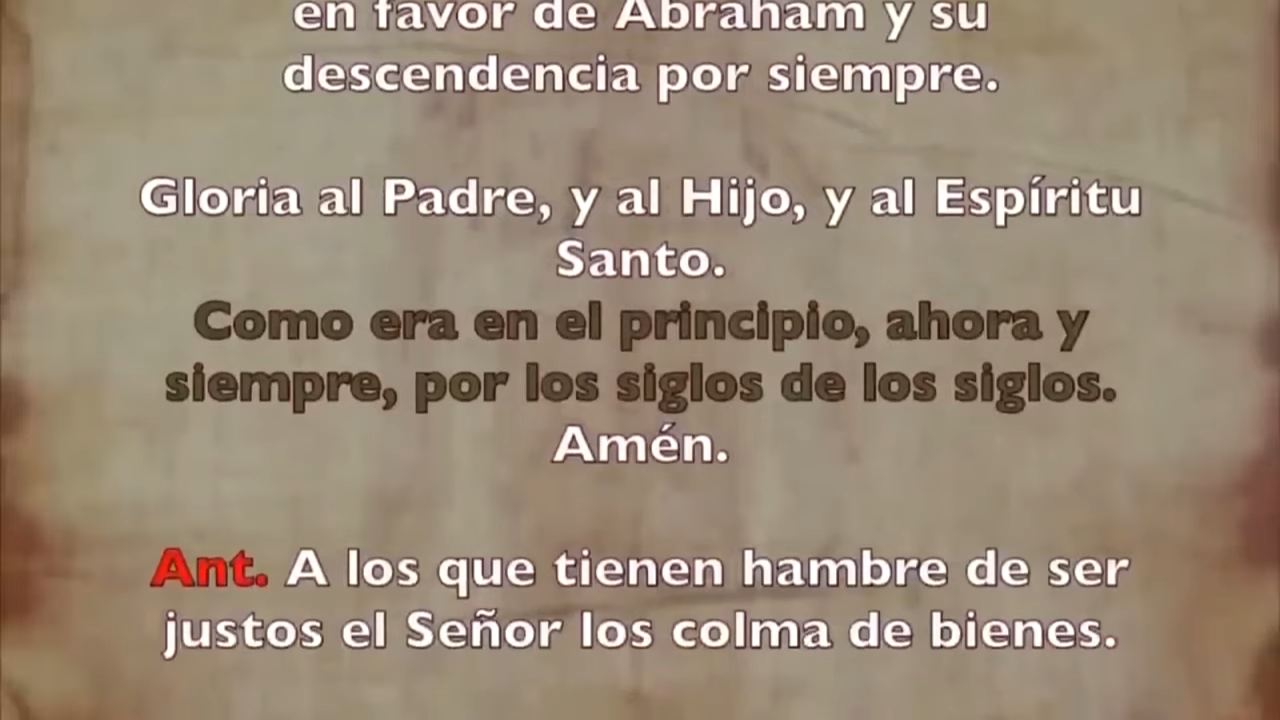 en favor de Abraham y su
descendencia por siempre.
Gloria al Padre, y al Hijo, y al Espíritu
Santo.
Como era en el principio, ahora y
siempre, por los siglos de los siglos.
Amén.
Ant. A los que tienen hambre de ser
justos el Señor los colma de bienes.